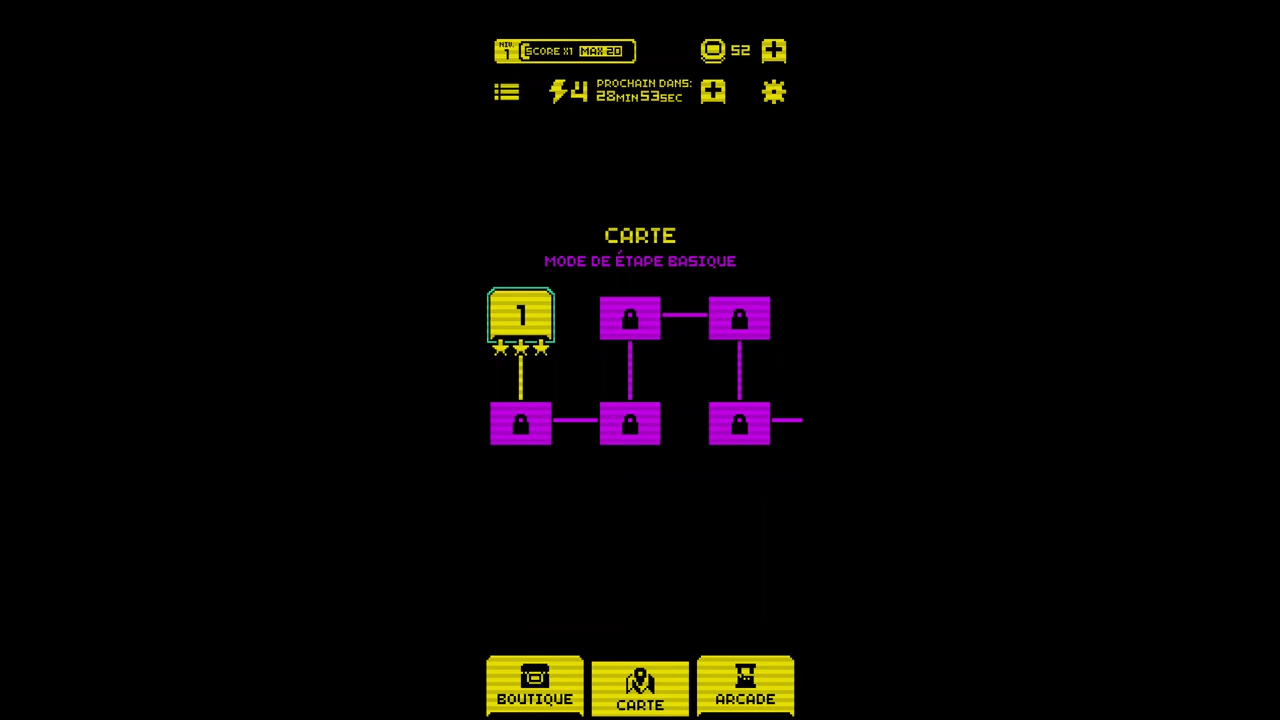 NIV. 1 SCORE X1 MAX 20
52
4 PROCHAIN DANS:
28MIN53SEC
CARTE
MODE DE ÉTAPE BASIQUE
1
BOUTIQUE
CARTE
ARCADE